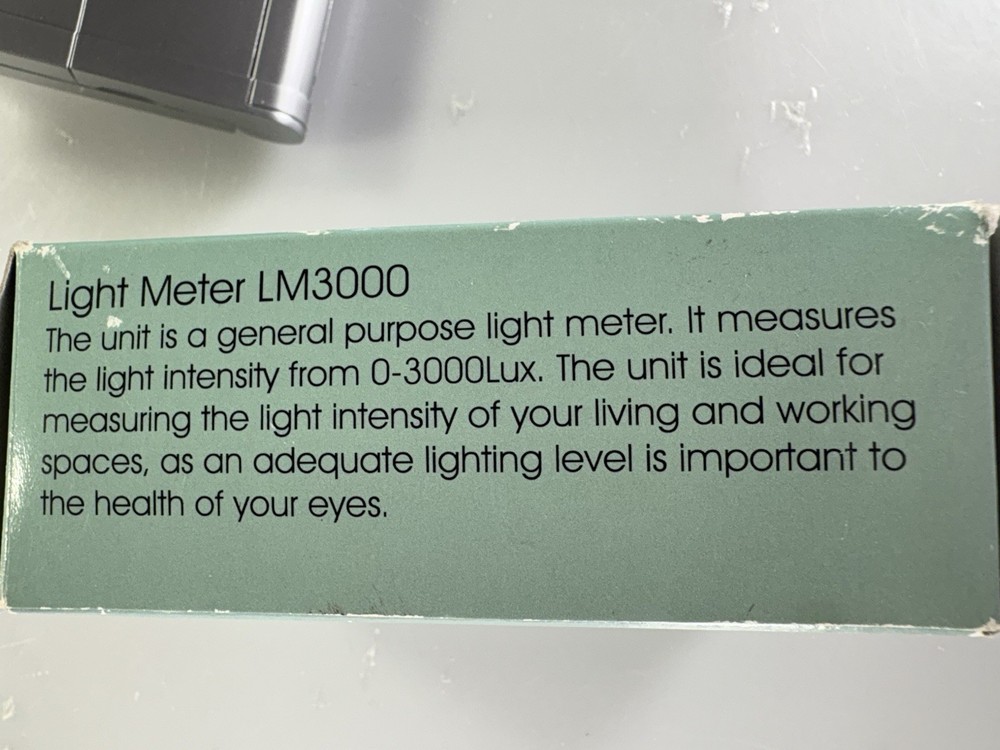 Light Meter LM3000
The unit is a general purpose light meter. It measures
the light intensity from 0-3000Lux. The unit is ideal for
measuring the light intensity of your living and working
spaces, as an adequate lighting level is important to
the health of your eyes.